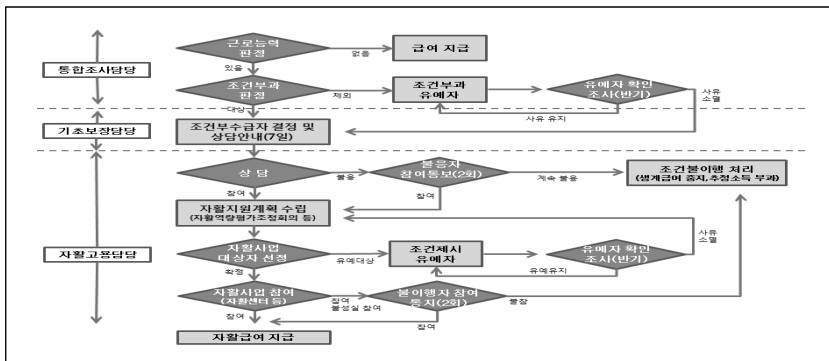 근로능력
판정
없음
급여 지급
있음
통합조사담당
조건부과
판정
제외
조건부과
유예자
유예자 확인
조사(반기)
사유
소멸
대상
사유 유지
기초보장담당
조건부수급자 결정 및
상담안내(7일)
상 담
불응
불응자
참여통보(2회)
계속 불응
조건불이행 처리
(생계급여 중지,추정소득 부과)
참여
참여
자활지원계획 수립
(자활역량평가조정회의 등)
자활고용담당
자활사업
대상자 선정
유예대상
조건제시
유예자
유예자 확인
조사(반기)
사유
소멸
확정
유예유지
자활사업 참여
(자활센터 등)
참여
불성실 참여
불이행자 참여
통지(2회)
불참
참여
참여
자활급여 지급